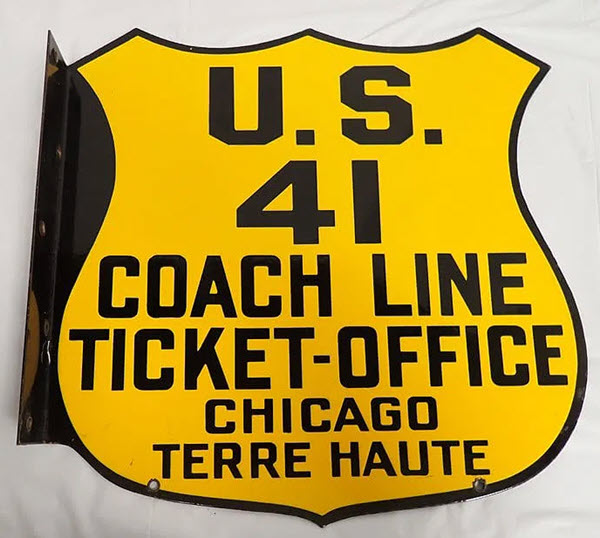 U.S.
41
COACH LINE
TICKET-OFFICE
CHICAGO
TERRE HAUTE